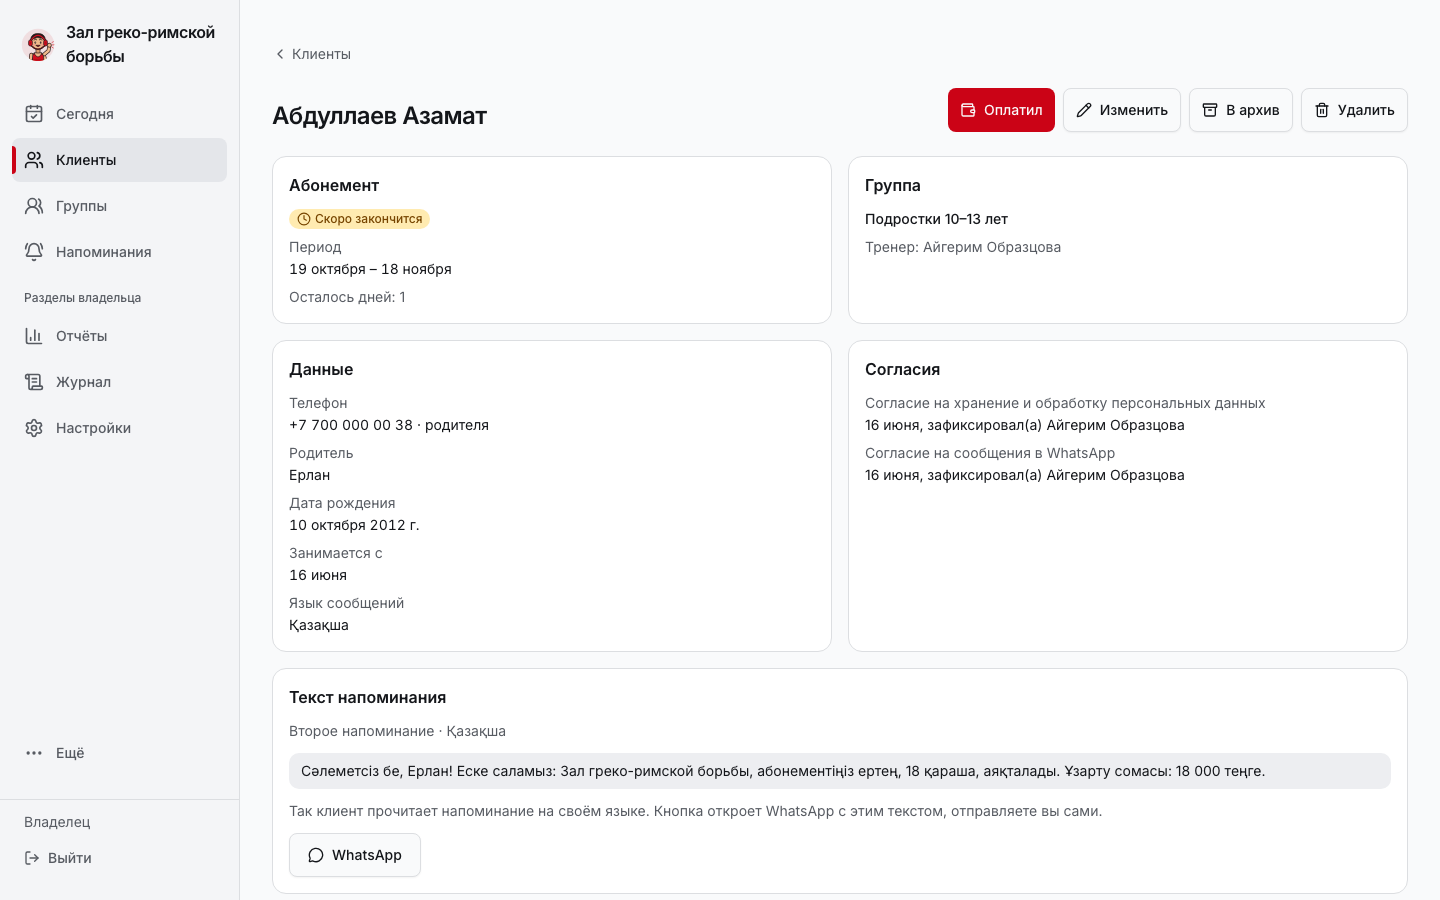 Зал греко-римской
борьбы
Сегодня
Клиенты
Группы
Напоминания
Разделы владельца
Отчёты
Журнал
Настройки
Ещё
Владелец
Выйти
Клиенты
Абдуллаев Азамат
Оплатил
Изменить
В архив
Удалить
Абонемент
Скоро закончится
Период
19 октября – 18 ноября
Осталось дней: 1
Группа
Подростки 10–13 лет
Тренер: Айгерим Образцова
Данные
Телефон
+7 700 000 00 38 · родителя
Родитель
Ерлан
Дата рождения
10 октября 2012 г.
Занимается с
16 июня
Язык сообщений
Қазақша
Согласия
Согласие на хранение и обработку персональных данных
16 июня, зафиксировал(а) Айгерим Образцова
Согласие на сообщения в WhatsApp
16 июня, зафиксировал(а) Айгерим Образцова
Текст напоминания
Второе напоминание · Қазақша
Сәлеметсіз бе, Ерлан! Еске саламыз: Зал греко-римской борьбы, абонементіңіз ертең, 18 қараша, аяқталады. Ұзарту сомасы: 18 000 теңге.
Так клиент прочитает напоминание на своём языке. Кнопка откроет WhatsApp с этим текстом, отправляете вы сами.
WhatsApp